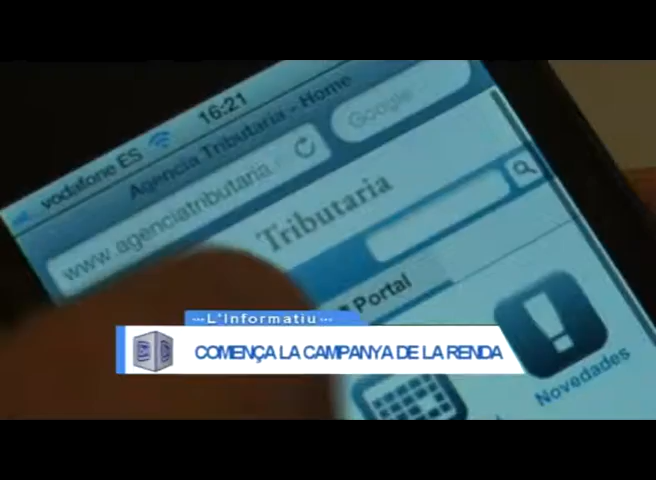 vodafone ES 16:21
Agencia Tributaria - Home
www.agenciatributaria.
Google
Tributaria
Portal
Novedades
---L'Informatiu---
COMENÇA LA CAMPANYA DE LA RENDA